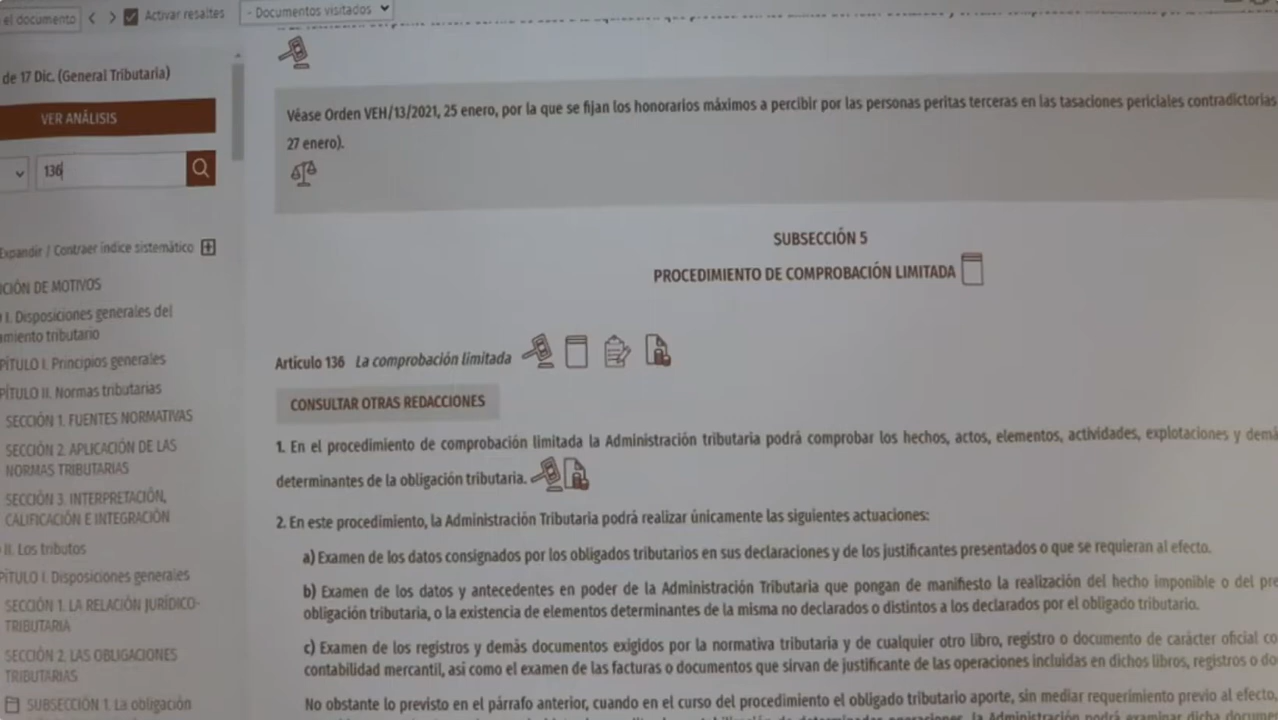 el documento
Activar resaltes
- Documentos visitados
de 17 Dic. (General Tributaria)
VER ANÁLISIS
136
Expandir / Contraer índice sistemático
CIÓN DE MOTIVOS
I. Disposiciones generales del
amiento tributario
PÍTULO I. Principios generales
PÍTULO II. Normas tributarias
SECCIÓN 1. FUENTES NORMATIVAS
SECCIÓN 2. APLICACIÓN DE LAS
NORMAS TRIBUTARIAS
SECCIÓN 3. INTERPRETACIÓN,
CALIFICACIÓN E INTEGRACIÓN
II. Los tributos
PÍTULO I. Disposiciones generales
SECCIÓN 1. LA RELACIÓN JURÍDICO-
TRIBUTARIA
SECCIÓN 2. LAS OBLIGACIONES
TRIBUTARIAS
SUBSECCIÓN 1. La obligación
Véase Orden VEH/13/2021, 25 enero, por la que se fijan los honorarios máximos a percibir por las personas peritas terceras en las tasaciones periciales contradictorias
27 enero).
SUBSECCIÓN 5
PROCEDIMIENTO DE COMPROBACIÓN LIMITADA
Artículo 136 La comprobación limitada
CONSULTAR OTRAS REDACCIONES
1. En el procedimiento de comprobación limitada la Administración tributaria podrá comprobar los hechos, actos, elementos, actividades, explotaciones y demá
determinantes de la obligación tributaria.
2. En este procedimiento, la Administración Tributaria podrá realizar únicamente las siguientes actuaciones:
a) Examen de los datos consignados por los obligados tributarios en sus declaraciones y de los justificantes presentados o que se requieran al efecto.
b) Examen de los datos y antecedentes en poder de la Administración Tributaria que pongan de manifiesto la realización del hecho imponible o del pre
obligación tributaria, o la existencia de elementos determinantes de la misma no declarados o distintos a los declarados por el obligado tributario.
c) Examen de los registros y demás documentos exigidos por la normativa tributaria y de cualquier otro libro, registro o documento de carácter oficial co
contabilidad mercantil, así como el examen de las facturas o documentos que sirvan de justificante de las operaciones incluidas en dichos libros, registros o do
No obstante lo previsto en el párrafo anterior, cuando en el curso del procedimiento el obligado tributario aporte, sin mediar requerimiento previo al efecto,